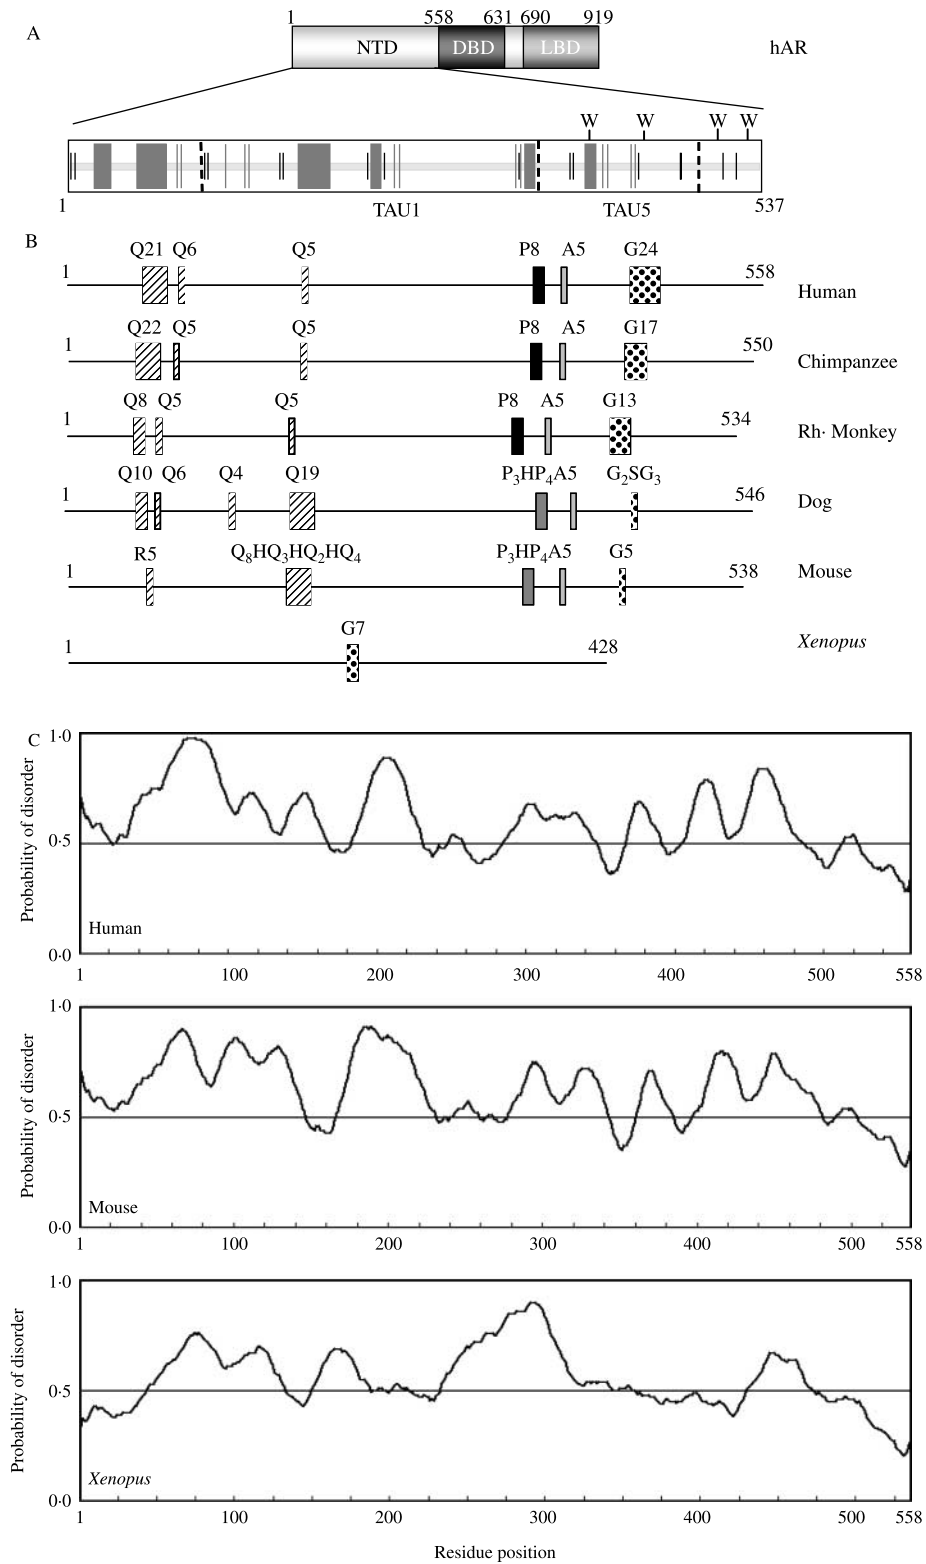 A
1 558 631 690 919
NTD DBD LBD
hAR
W W W W
1 TAU1 TAU5 537
B
Q21 Q6 Q5 P8 A5 G24
1 558
Human
Q22 Q5 Q5 P8 A5 G17
1 550
Chimpanzee
Q8 Q5 Q5 P8 A5 G13
1 534
Rh· Monkey
Q10 Q6 Q4 Q19 P₃HP₄A5 G₂SG₃
1 546
Dog
R5 Q₈HQ₃HQ₂HQ₄ P₃HP₄A5 G5
1 538
Mouse
G7
1 428
Xenopus
C
1·0
Probability of disorder
0·5
Human
0·0
1 100 200 300 400 500 558
1·0
Probability of disorder
0·5
Mouse
0·0
1 100 200 300 400 500 558
1·0
Probability of disorder
0·5
Xenopus
0·0
1 100 200 300 400 500 558
Residue position